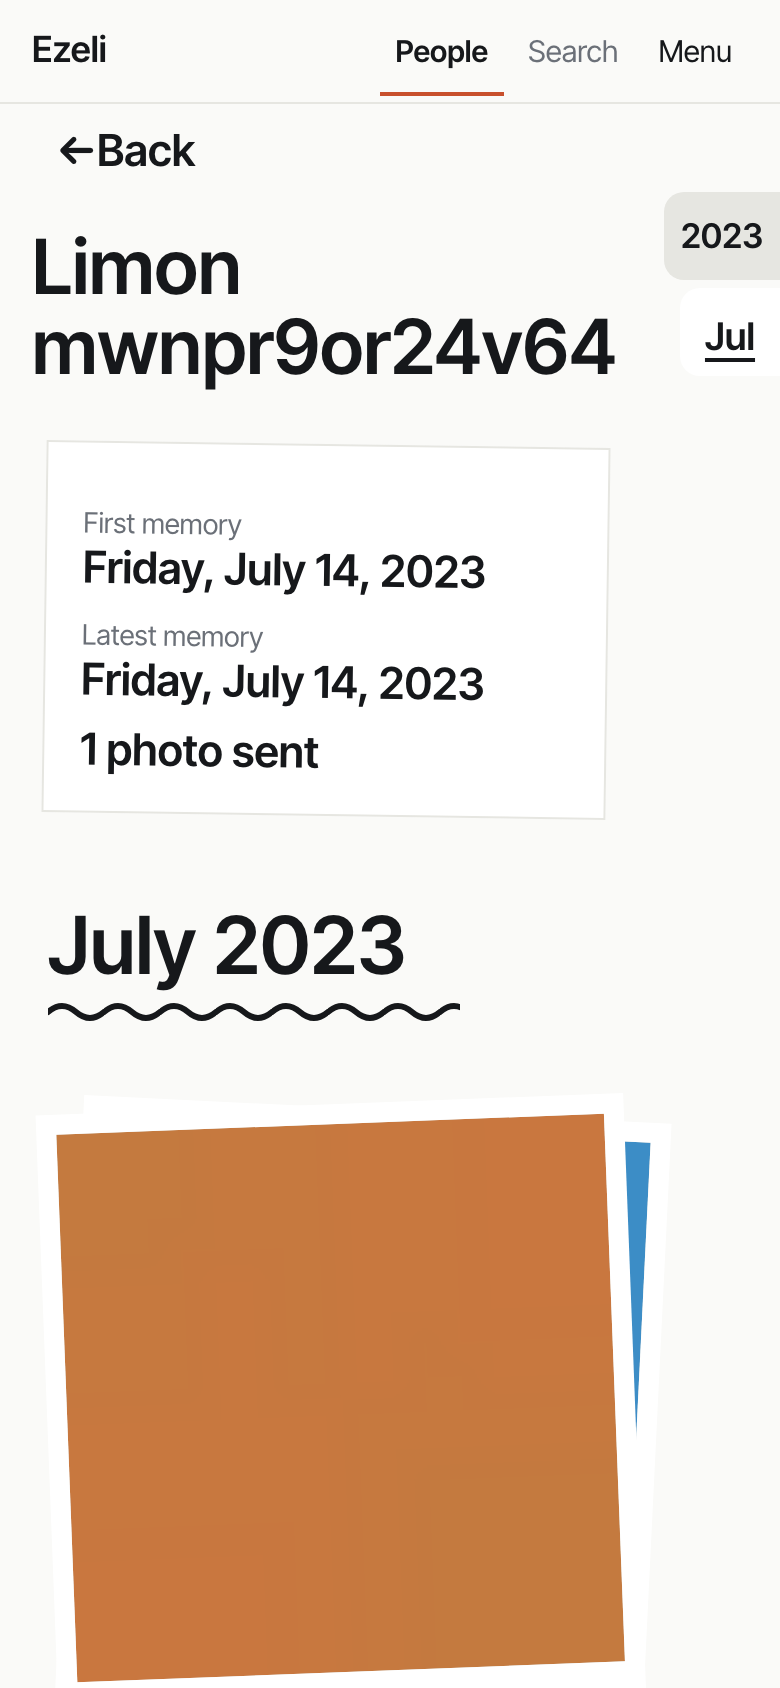 Ezeli
People Search Menu
←Back
2023
Jul
Limon
mwnpr9or24v64
First memory
Friday, July 14, 2023
Latest memory
Friday, July 14, 2023
1 photo sent
July 2023